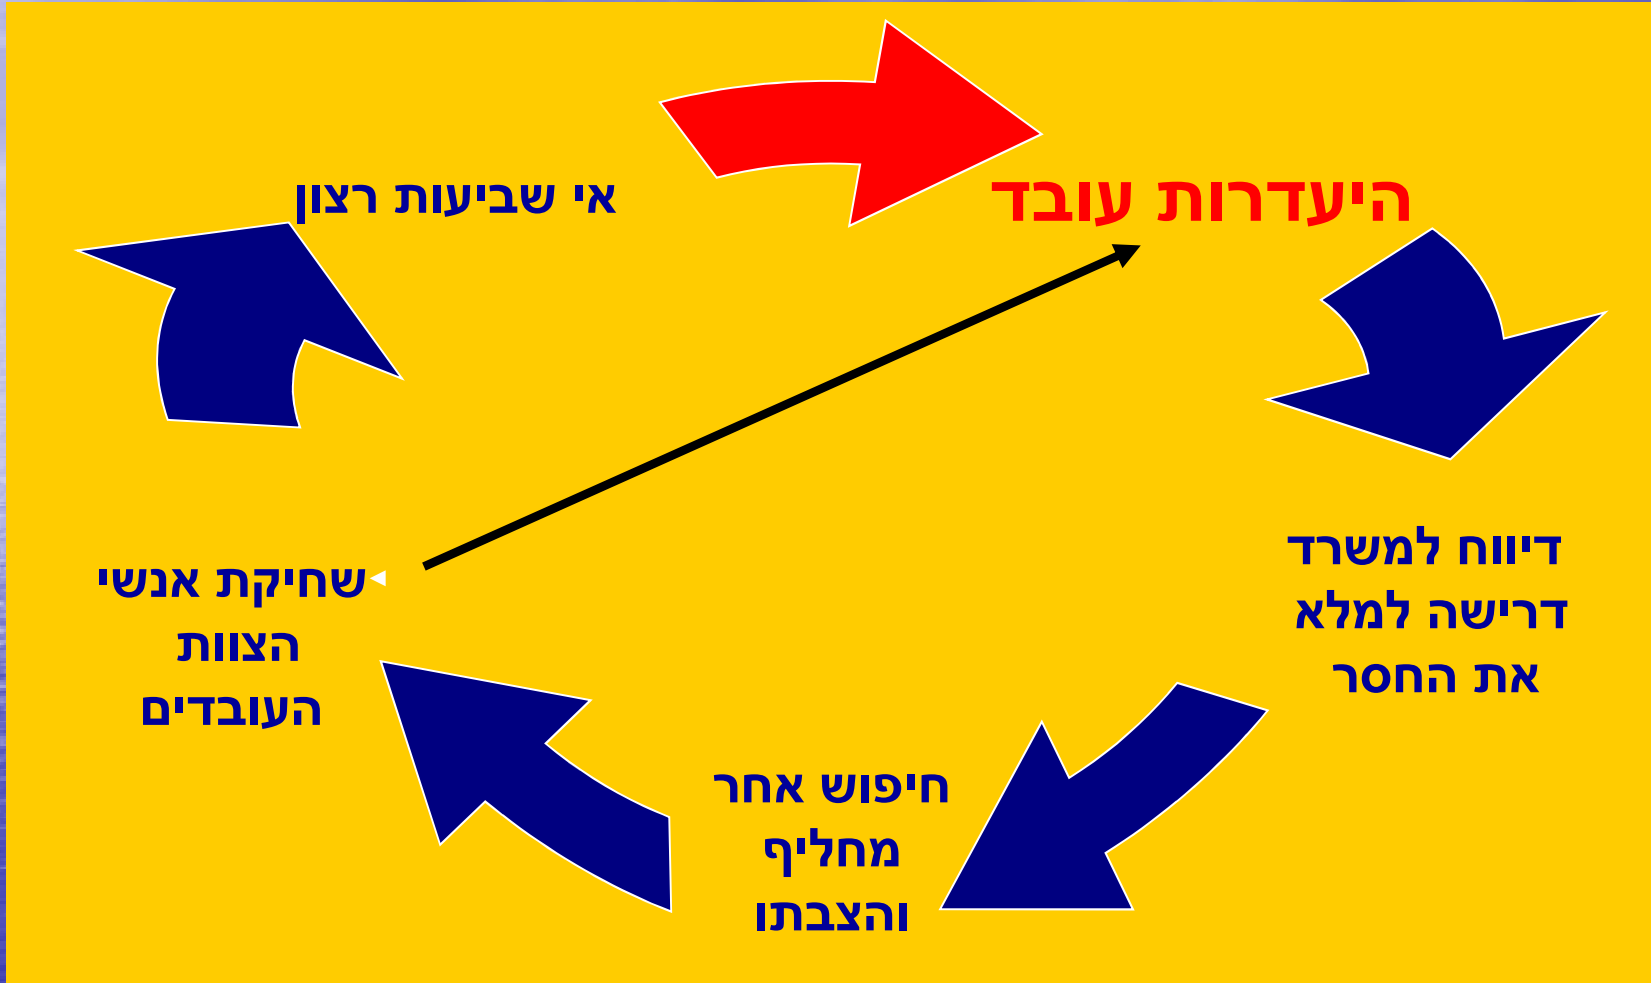 היעדרות עובד
דיווח למשרד
דרישה למלא
את החסר
חיפוש אחר
מחליף
והצבתו
שחיקת אנשי
הצוות
העובדים
אי שביעות רצון